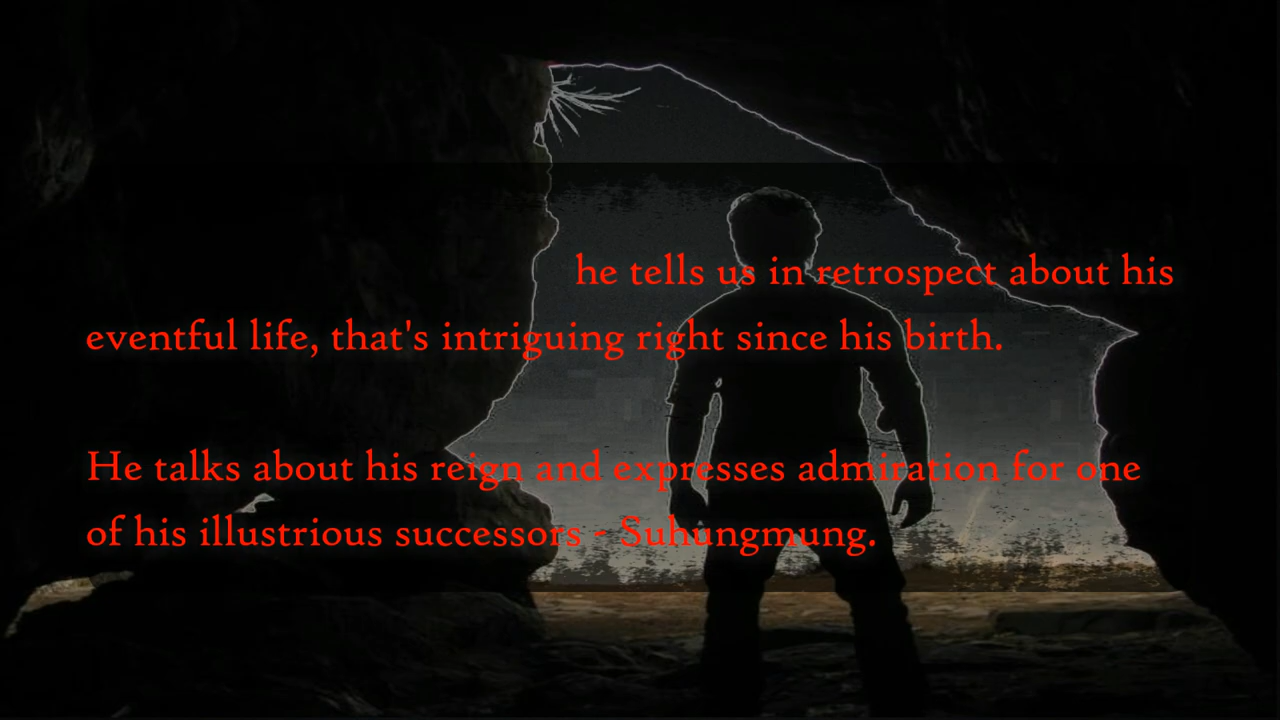 he tells us in retrospect about his
eventful life, that's intriguing right since his birth.
He talks about his reign and expresses admiration for one
of his illustrious successors - Suhungmung.